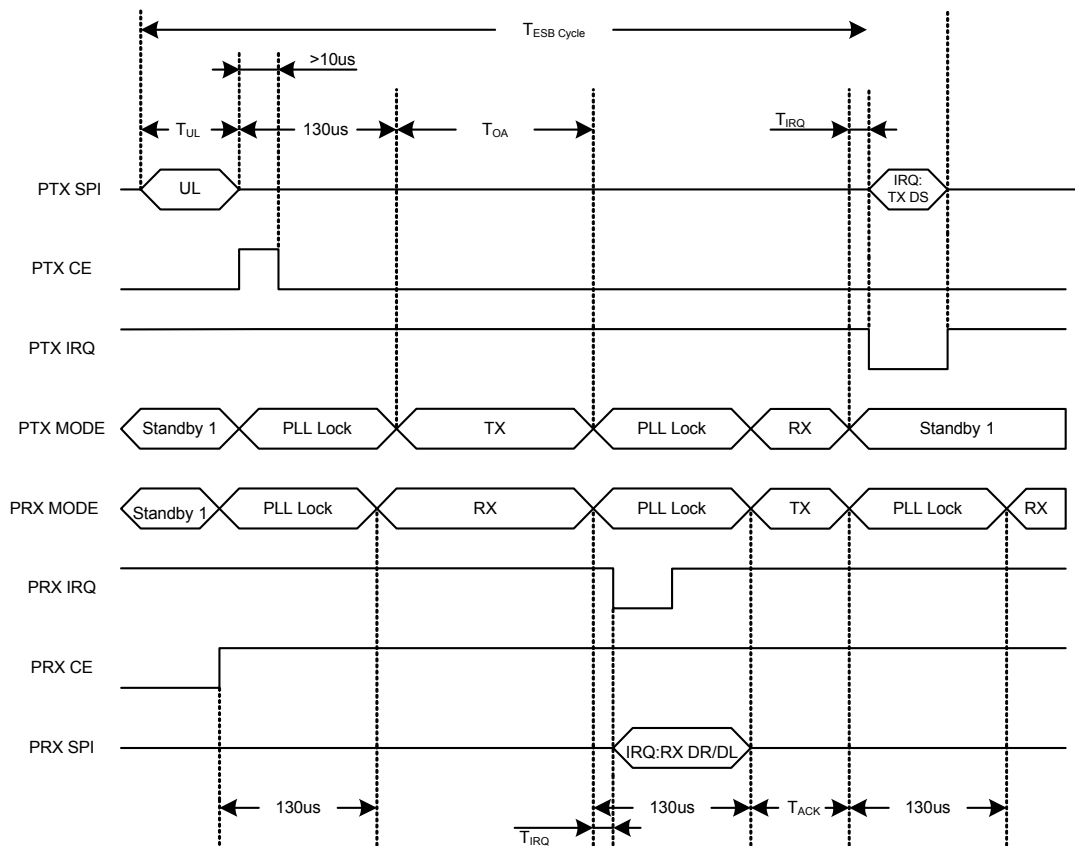 TESB Cycle
>10us
TUL
130us
TOA
TIRQ
PTX SPI
UL
IRQ:
TX DS
PTX CE
PTX IRQ
PTX MODE
Standby 1
PLL Lock
TX
PLL Lock
RX
Standby 1
PRX MODE
Standby 1
PLL Lock
RX
PLL Lock
TX
PLL Lock
RX
PRX IRQ
PRX CE
PRX SPI
IRQ:RX DR/DL
130us
130us
TACK
130us
TIRQ